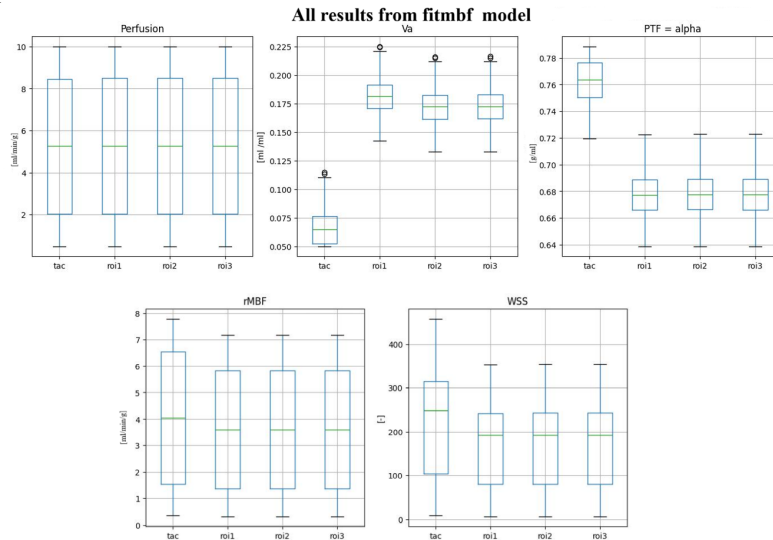 All results from fitmbf model
Perfusion
[ml/min/g]
10
8
6
4
2
tac roi1 roi2 roi3
Va
[ml /ml]
0.225
0.200
0.175
0.150
0.125
0.100
0.075
0.050
tac roi1 roi2 roi3
PTF = alpha
[g/ml]
0.78
0.76
0.74
0.72
0.70
0.68
0.66
0.64
tac roi1 roi2 roi3
rMBF
[ml/min/g]
8
7
6
5
4
3
2
1
0
tac roi1 roi2 roi3
WSS
[-]
400
300
200
100
0
tac roi1 roi2 roi3